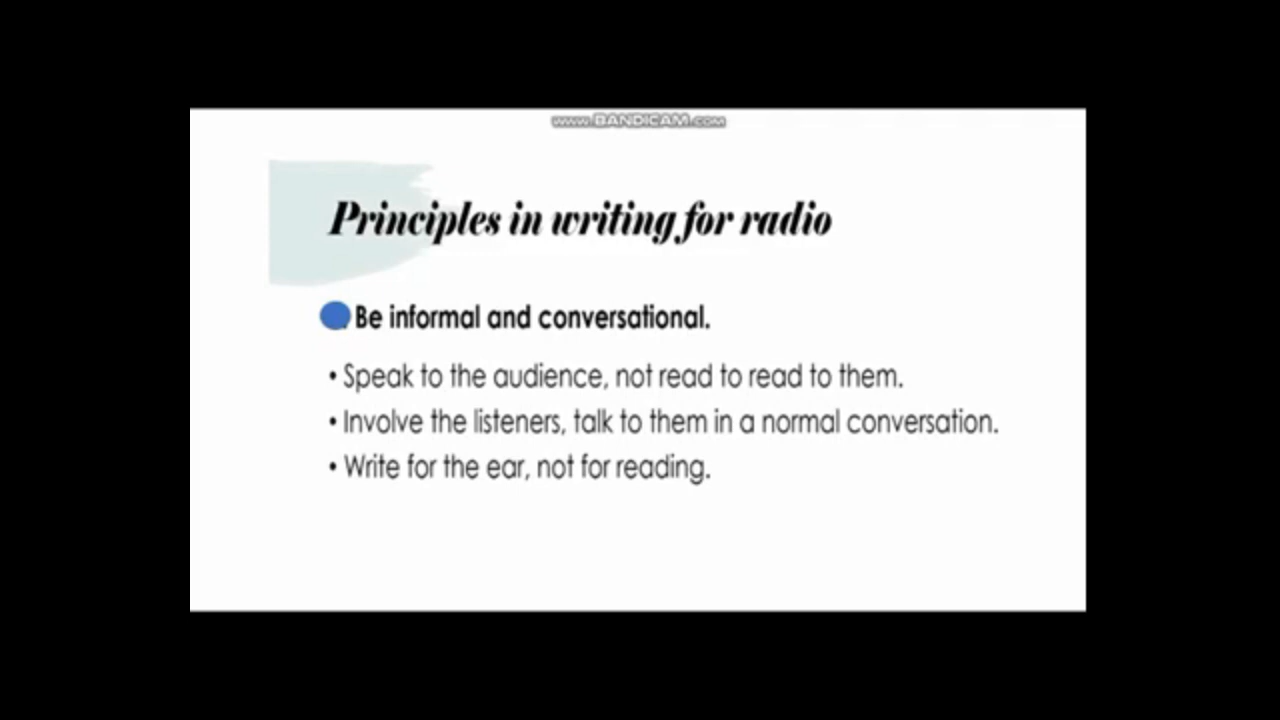 www.BANDICAM.com
Principles in writing for radio
Be informal and conversational.
• Speak to the audience, not read to read to them.
• Involve the listeners, talk to them in a normal conversation.
• Write for the ear, not for reading.